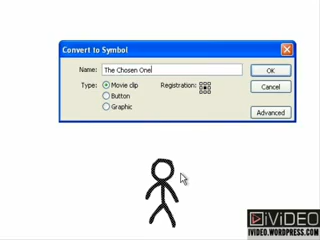 Convert to Symbol
Name: The Chosen One
Type: Movie clip Registration:
Button
Graphic
OK
Cancel
Advanced
iViDEO
IVIDEO.WORDPRESS.COM